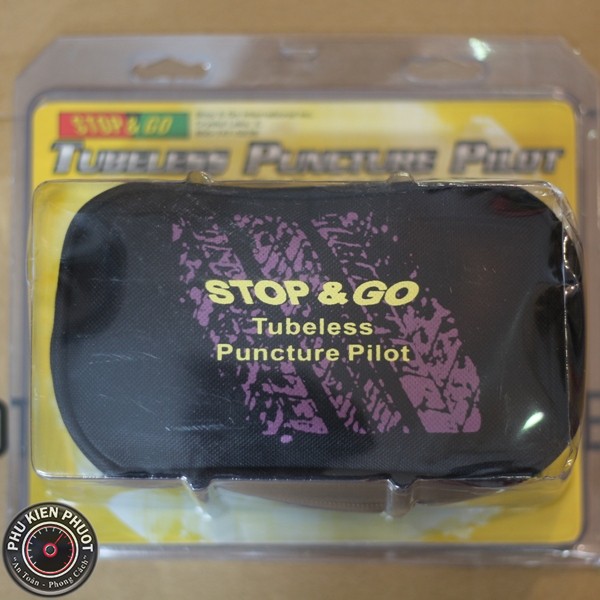 STOP & GO
TUBELESS PUNCTURE PILOT
STOP & GO
Tubeless
Puncture Pilot
PHU KIEN PHUOT
~An Toàn - Phong Cách~